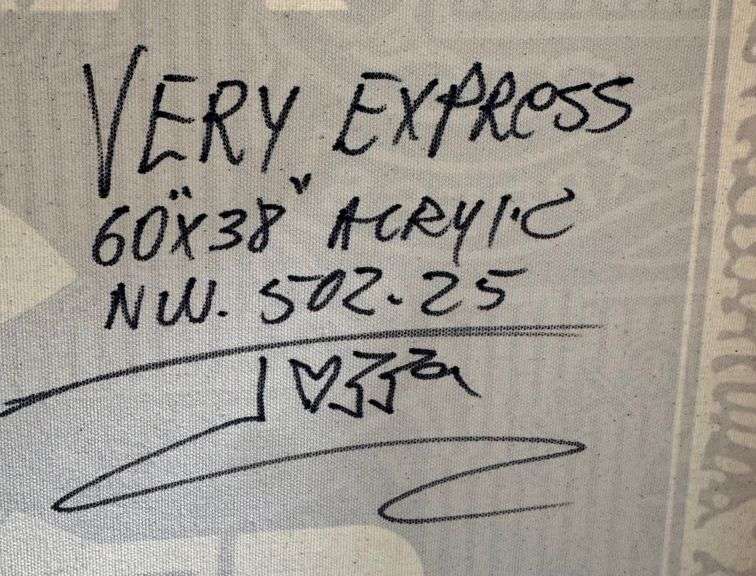 VERY EXPRESS
60"X38" ACRYLIC
NW. 502.25